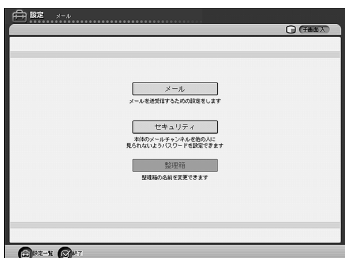 設定 メール
子画面入
メール
メールを送受信するための設定をします
セキュリティ
本体のメールチャンネルを他の人に
見られないようパスワードを設定できます
整理箱
整理箱の名前を変更できます
設定一覧 終了